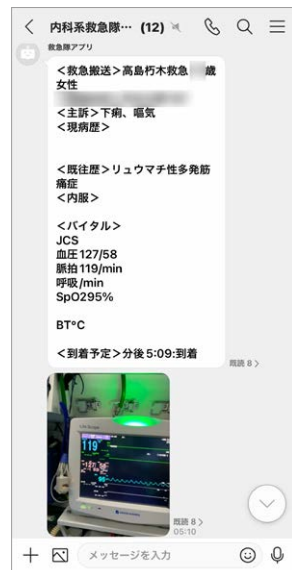 内科系救急隊… (12)
救急隊アプリ
<救急搬送>高島朽木救急 歳
女性
<主訴>下痢、嘔気
<現病歴>
<既往歴>リュウマチ性多発筋
痛症
<内服>
<バイタル>
JCS
血圧127/58
脈拍119/min
呼吸/min
SpO295%
BT°C
<到着予定>分後5:09:到着
既読 8
119
95
既読 8
05:10
メッセージを入力